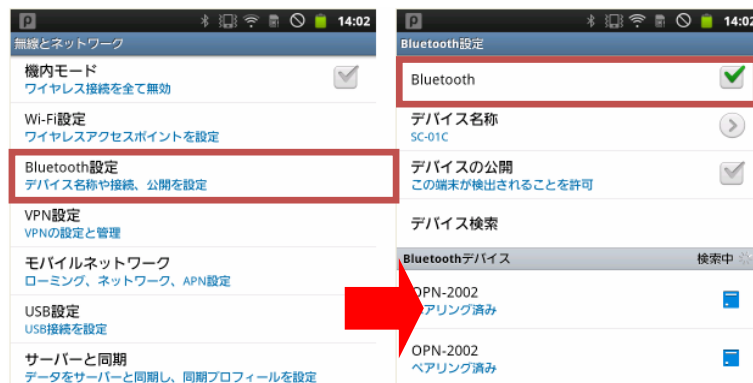 14:02
無線とネットワーク
機内モード
ワイヤレス接続を全て無効
Wi-Fi設定
ワイヤレスアクセスポイントを設定
Bluetooth設定
デバイス名称や接続、公開を設定
VPN設定
VPNの設定と管理
モバイルネットワーク
ローミング、ネットワーク、APN設定
USB設定
USB接続を設定
サーバーと同期
データをサーバーと同期し、同期プロフィールを設定
14:02
Bluetooth設定
Bluetooth
デバイス名称
SC-01C
デバイスの公開
この端末が検出されることを許可
デバイス検索
Bluetoothデバイス 検索中
OPN-2002
ペアリング済み
OPN-2002
ペアリング済み